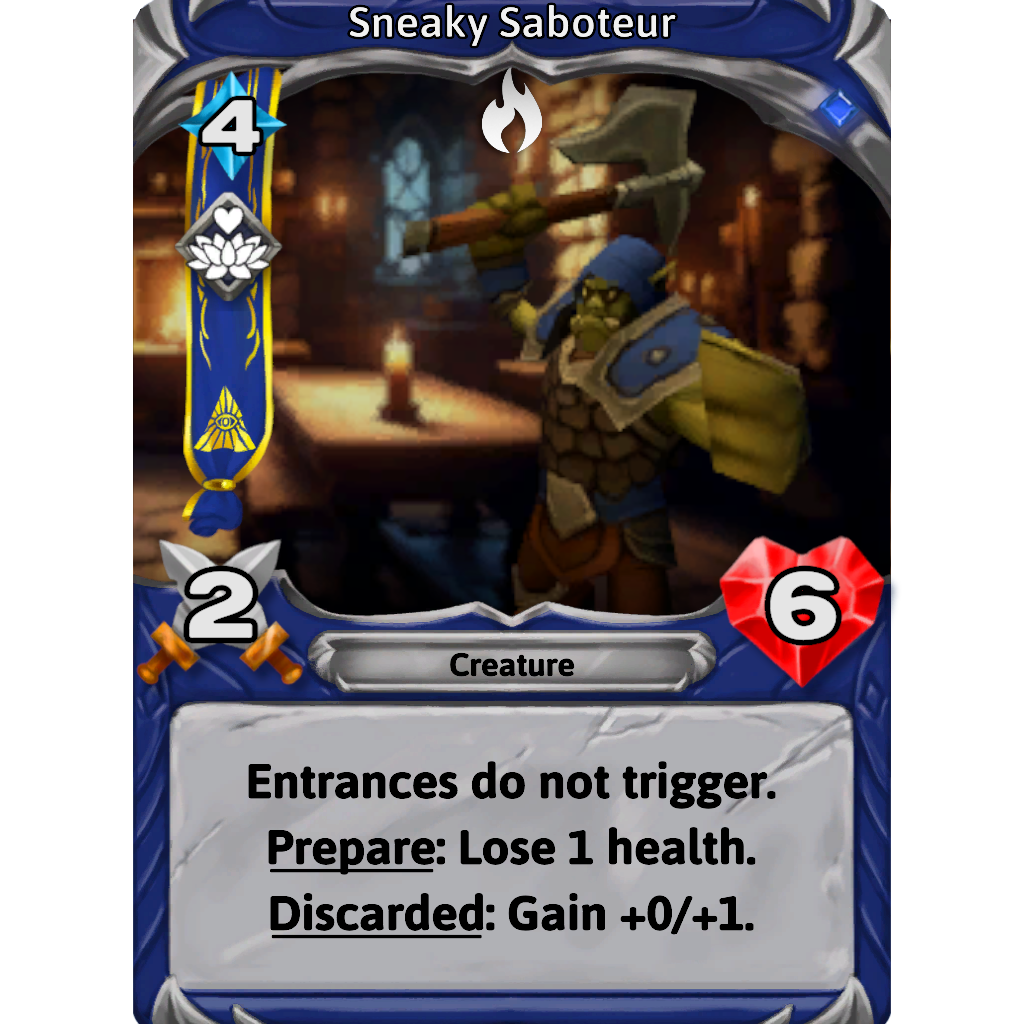 Sneaky Saboteur
4
2
6
Creature
Entrances do not trigger.
Prepare: Lose 1 health.
Discarded: Gain +0/+1.